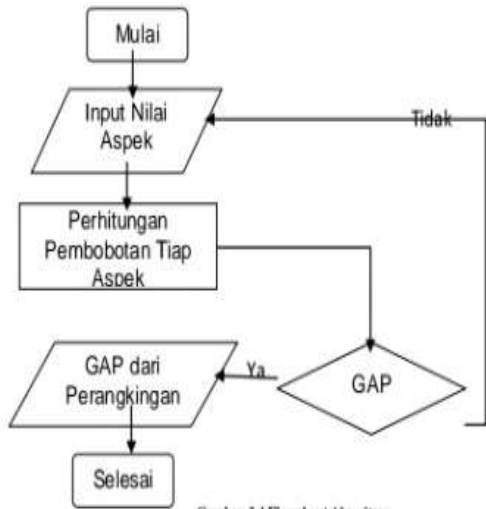 Mulai
Input Nilai
Aspek
Tidak
Perhitungan
Pembobotan Tiap
Aspek
GAP
Ya
GAP dari
Perangkingan
Selesai